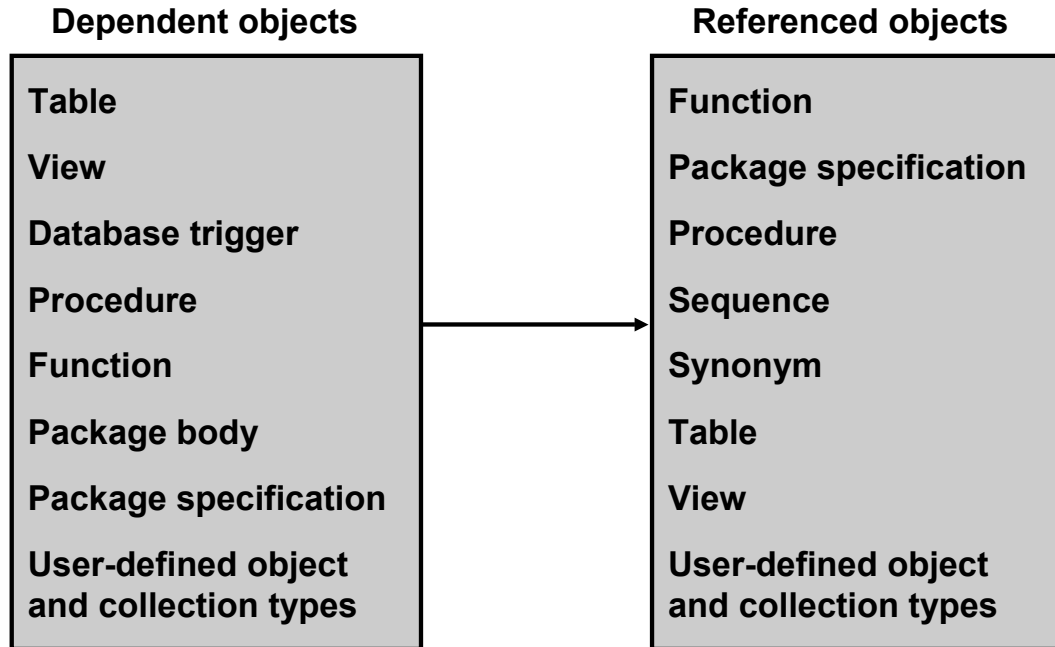 Dependent objects
Table
View
Database trigger
Procedure
Function
Package body
Package specification
User-defined object
and collection types
Referenced objects
Function
Package specification
Procedure
Sequence
Synonym
Table
View
User-defined object
and collection types